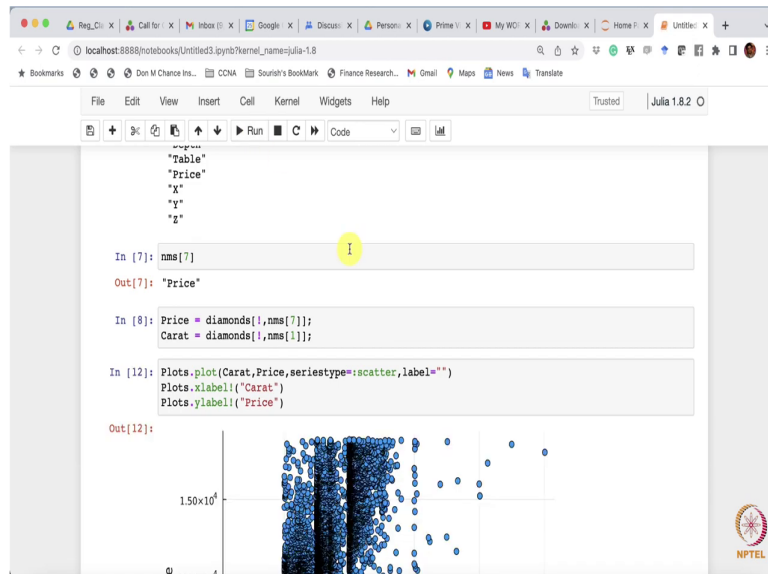 Reg_Cla
Call for
Inbox (6
Google
Discussi
Persona
Prime V
My WOR
Downlo
Home P
Untitled
localhost:8888/notebooks/Untitled3.ipynb?kernel_name=julia-1.8
Bookmarks Don M Chance Ins... CCNA Sourish's BookMark Finance Research... Gmail Maps News Translate
File Edit View Insert Cell Kernel Widgets Help Trusted Julia 1.8.2
Run Code
"Depth"
"Table"
"Price"
"X"
"Y"
"Z"
In [7]: nms[7]
Out[7]: "Price"
In [8]: Price = diamonds[!,nms[7]];
Carat = diamonds[!,nms[1]];
In [12]: Plots.plot(Carat,Price,seriestype=:scatter,label="")
Plots.xlabel!("Carat")
Plots.ylabel!("Price")
Out[12]:
1.50×10⁴
NPTEL